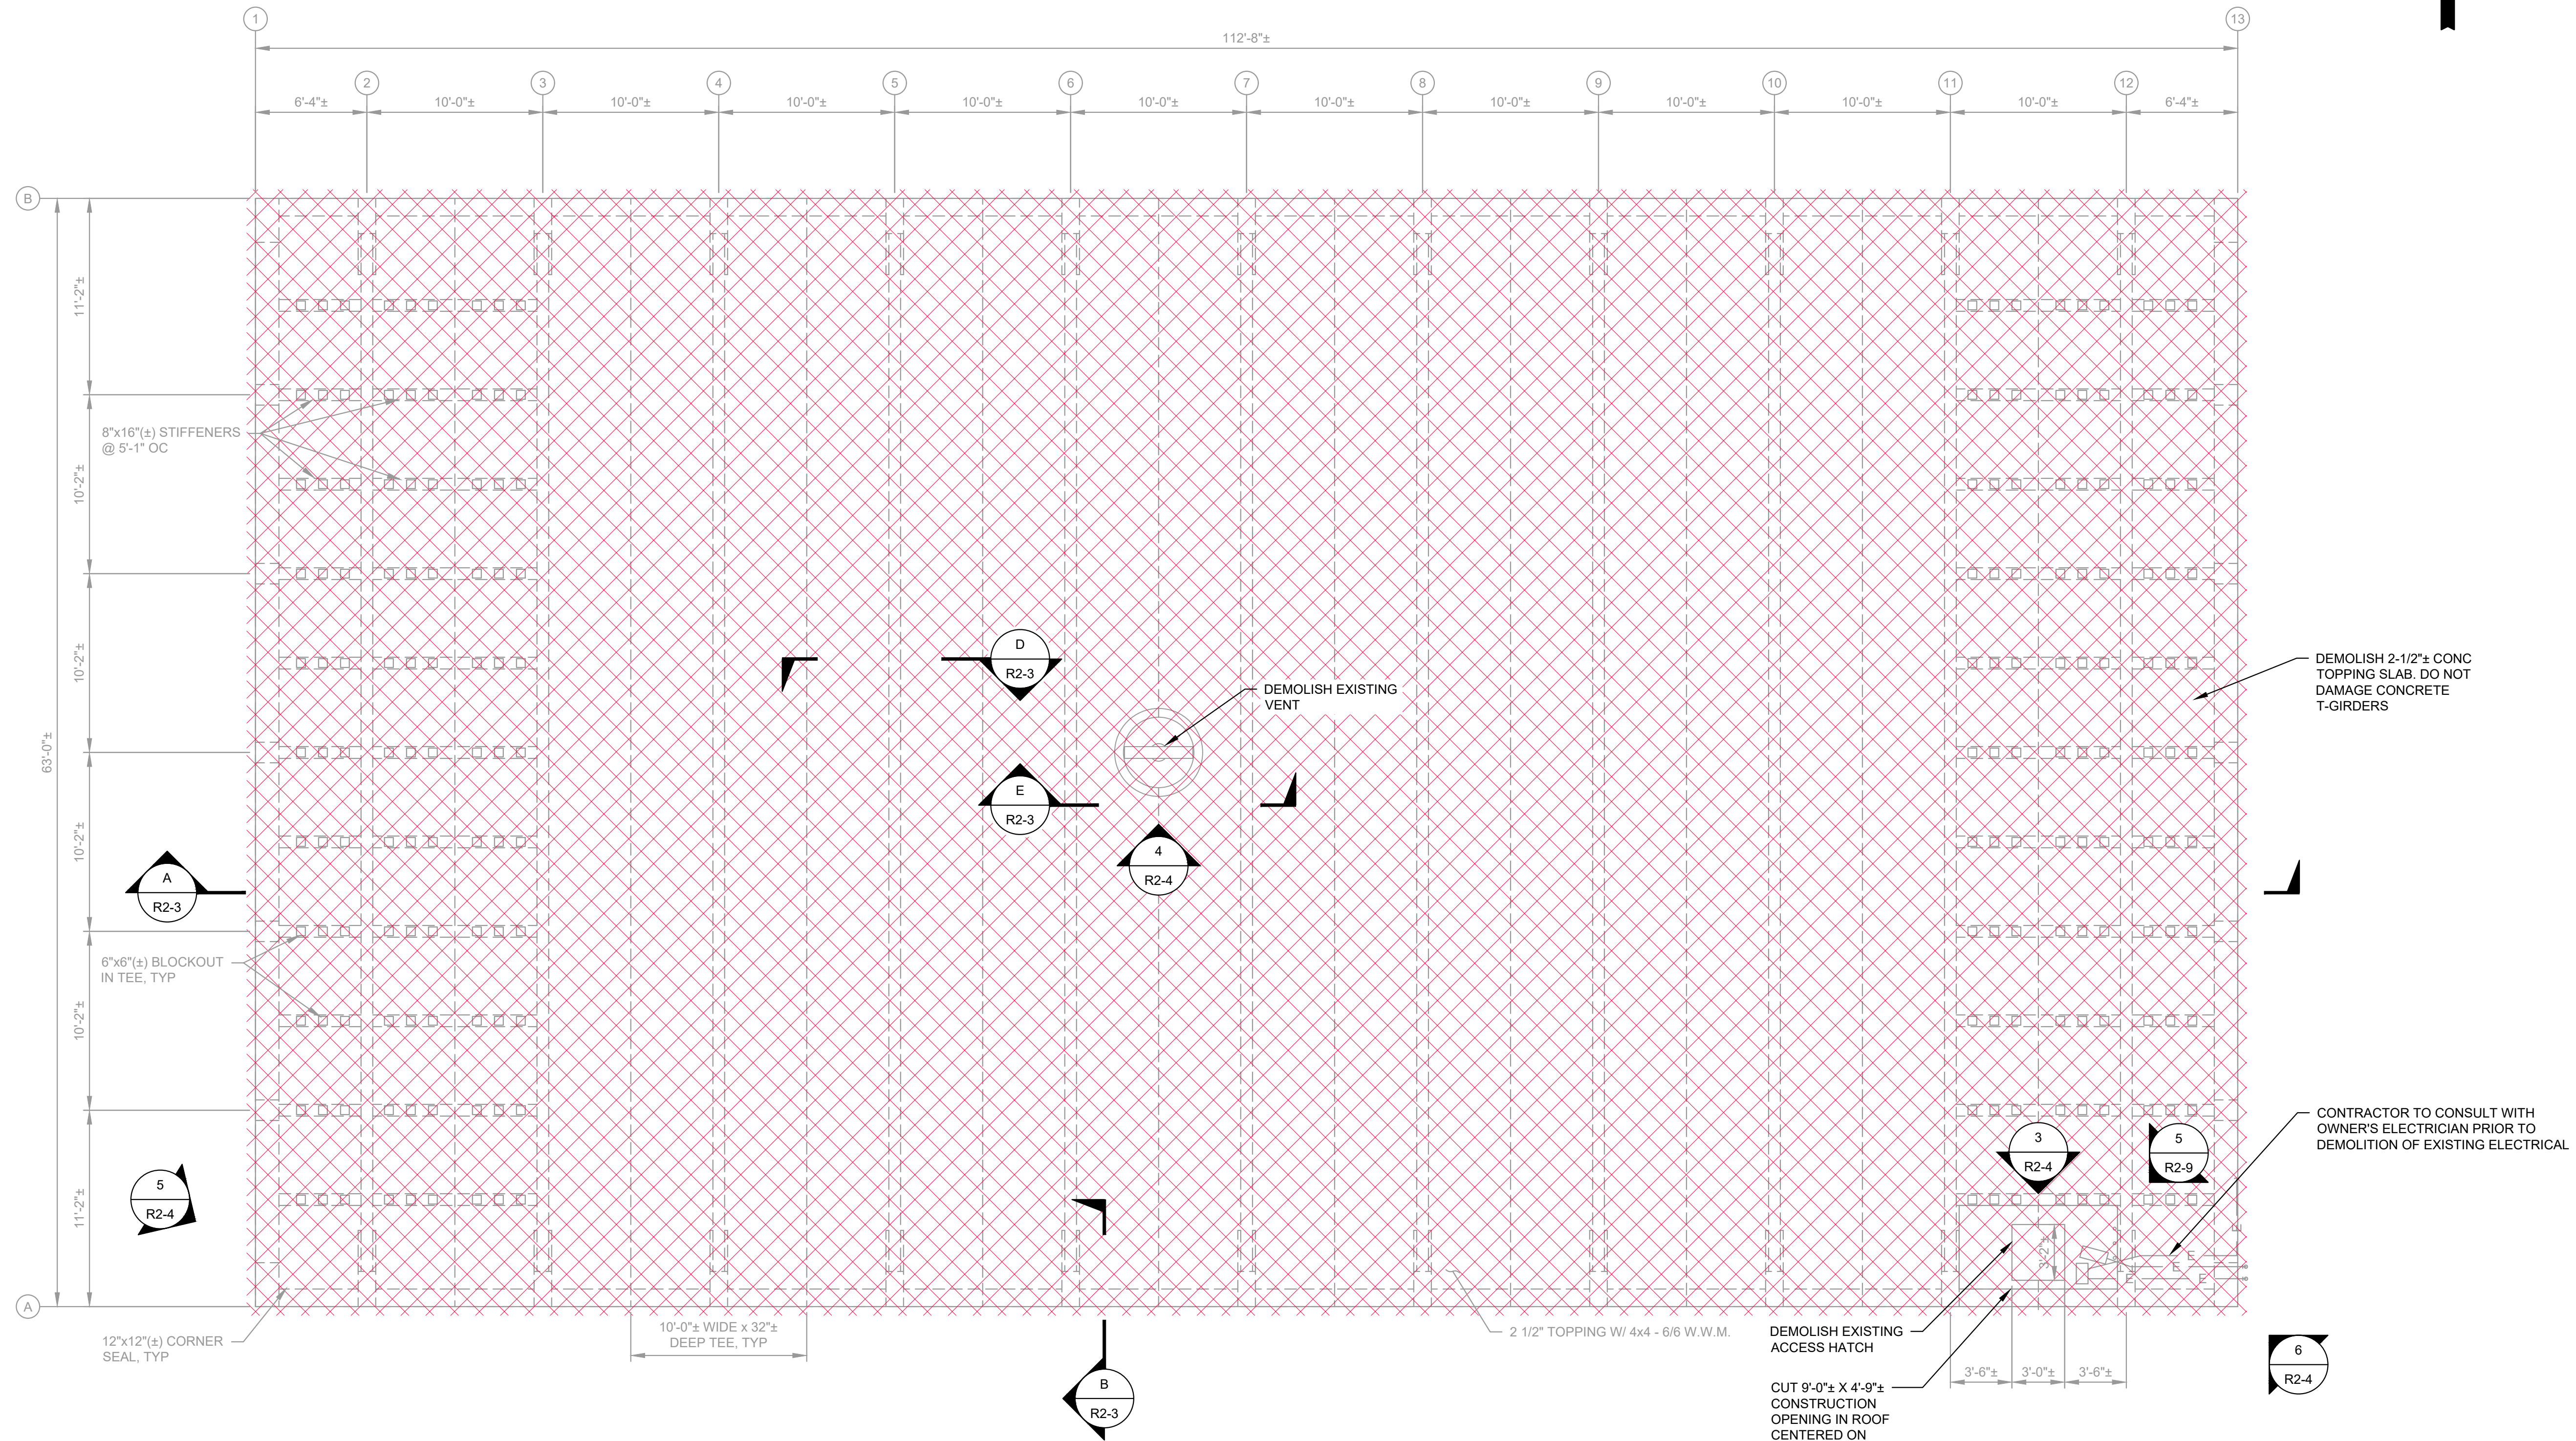 1
13
112'-8"±
2
3
4
5
6
7
8
9
10
11
12
6'-4"±
10'-0"±
10'-0"±
10'-0"±
10'-0"±
10'-0"±
10'-0"±
10'-0"±
10'-0"±
10'-0"±
10'-0"±
6'-4"±
B
11'-2"±
8"x16"(±) STIFFENERS
@ 5'-1" OC
10'-2"±
10'-2"±
63'-0"±
10'-2"±
10'-2"±
11'-2"±
A
D
R2-3
DEMOLISH EXISTING
VENT
E
R2-3
4
R2-4
DEMOLISH 2-1/2"± CONC
TOPPING SLAB. DO NOT
DAMAGE CONCRETE
T-GIRDERS
A
R2-3
6"x6"(±) BLOCKOUT
IN TEE, TYP
5
R2-4
3
R2-4
5
R2-9
CONTRACTOR TO CONSULT WITH
OWNER'S ELECTRICIAN PRIOR TO
DEMOLITION OF EXISTING ELECTRICAL
3'-2"±
E
E
E
E
E
12"x12"(±) CORNER
SEAL, TYP
10'-0"± WIDE x 32"±
DEEP TEE, TYP
B
R2-3
2 1/2" TOPPING W/ 4x4 - 6/6 W.W.M.
DEMOLISH EXISTING
ACCESS HATCH
CUT 9'-0"± X 4'-9"±
CONSTRUCTION
OPENING IN ROOF
CENTERED ON
3'-6"±
3'-0"±
3'-6"±
6
R2-4